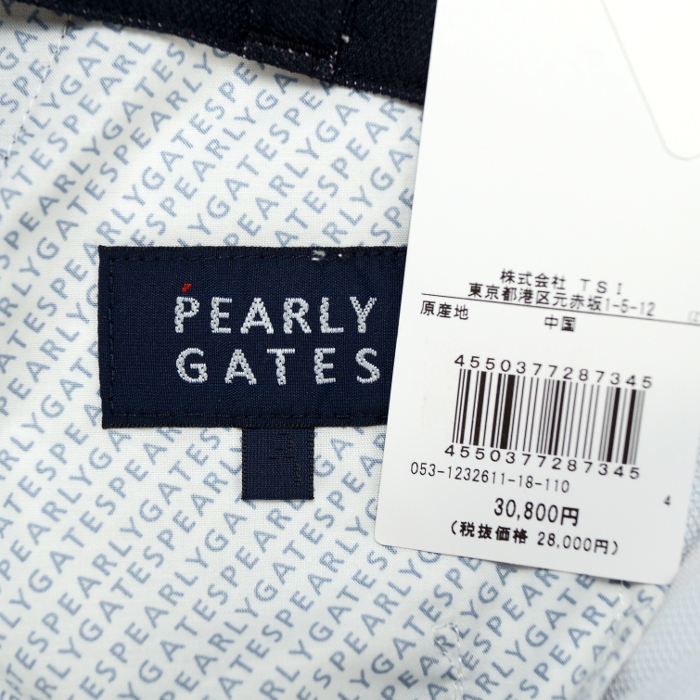 PEARLY
GATES
株式会社 TSI
東京都港区元赤坂1-5-12
原産地 中国
4550377287345
4550377287345
053-1232611-18-110
4
30,800円
(税抜価格 28,000円)